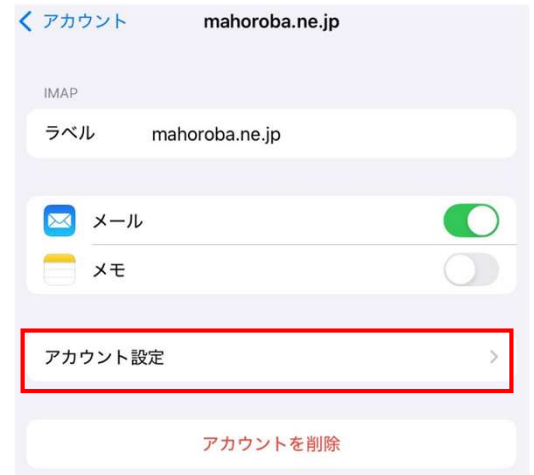 アカウント mahoroba.ne.jp
IMAP
ラベル mahoroba.ne.jp
メール
メモ
アカウント設定
アカウントを削除